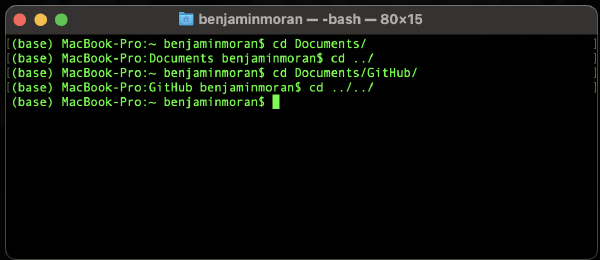 benjaminmoran — -bash — 80×15
[(base) MacBook-Pro:~ benjaminmoran$ cd Documents/ ]
[(base) MacBook-Pro:Documents benjaminmoran$ cd ../ ]
[(base) MacBook-Pro:~ benjaminmoran$ cd Documents/GitHub/ ]
[(base) MacBook-Pro:GitHub benjaminmoran$ cd ../../ ]
(base) MacBook-Pro:~ benjaminmoran$